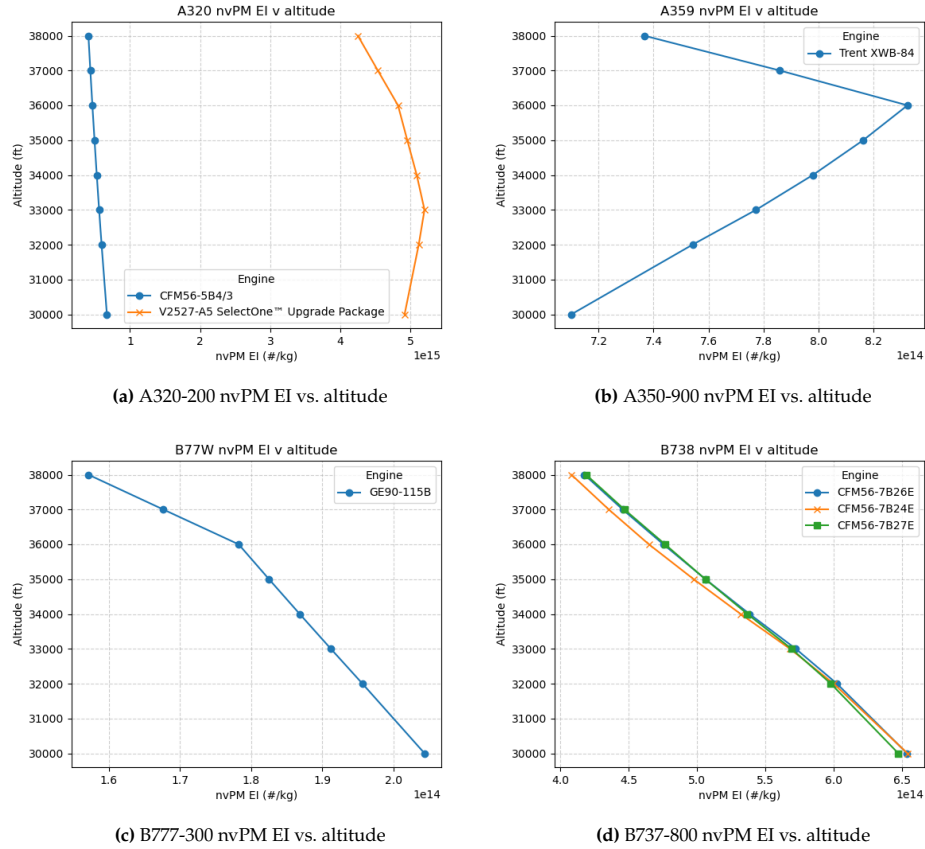 A320 nvPM EI v altitude
38000
37000
36000
35000
34000
33000
32000
31000
30000
Altitude (ft)
Engine
CFM56-5B4/3
V2527-A5 SelectOne™ Upgrade Package
1
2
3
4
5
1e15
nvPM EI (#/kg)
(a) A320-200 nvPM EI vs. altitude
A359 nvPM EI v altitude
38000
37000
36000
35000
34000
33000
32000
31000
30000
Altitude (ft)
Engine
Trent XWB-84
7.2
7.4
7.6
7.8
8.0
8.2
1e14
nvPM EI (#/kg)
(b) A350-900 nvPM EI vs. altitude
B77W nvPM EI v altitude
38000
37000
36000
35000
34000
33000
32000
31000
30000
Altitude (ft)
Engine
GE90-115B
1.6
1.7
1.8
1.9
2.0
1e14
nvPM EI (#/kg)
(c) B777-300 nvPM EI vs. altitude
B738 nvPM EI v altitude
38000
37000
36000
35000
34000
33000
32000
31000
30000
Altitude (ft)
Engine
CFM56-7B26E
CFM56-7B24E
CFM56-7B27E
4.0
4.5
5.0
5.5
6.0
6.5
1e14
nvPM EI (#/kg)
(d) B737-800 nvPM EI vs. altitude